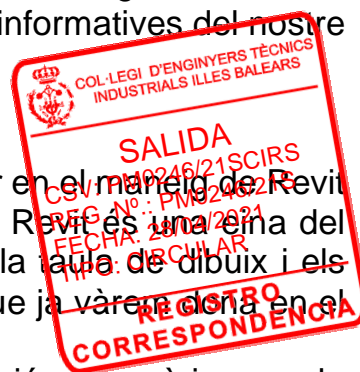 informatives del nostre
COL·LEGI D'ENGINYERS TÈCNICS
INDUSTRIALS ILLES BALEARS
SALIDA
CSV: PM0246/21SCIRS
REG. Nº.: PM0246/21S
FECHA: 28/04/2021
TIPO: CIRCULAR
REGISTRO
CORRESPONDENCIA
en el maneig de Revit
Revit és una eina del
la taula de dibuix i els
que ja vàrem dona en el